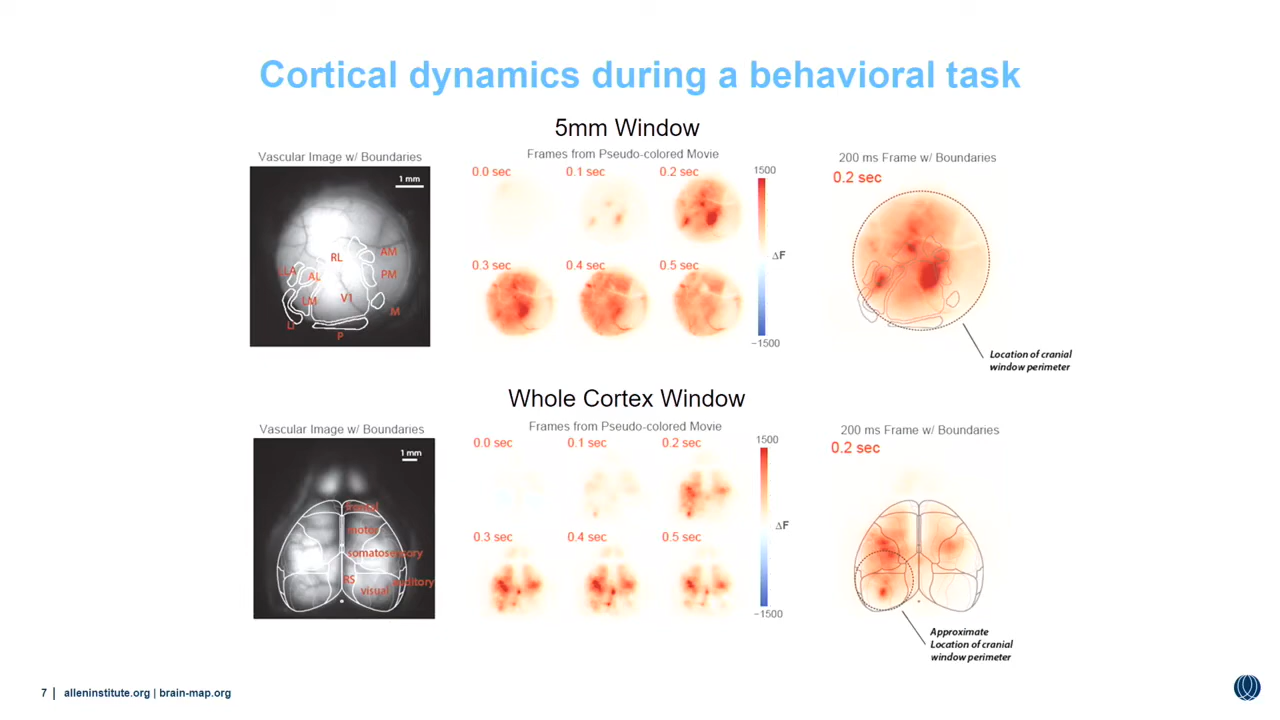 Cortical dynamics during a behavioral task
5mm Window
Vascular Image w/ Boundaries
1 mm
RL
AM
LLA
AL
PM
LM
V1
M
LI
P
Frames from Pseudo-colored Movie
0.0 sec
0.1 sec
0.2 sec
0.3 sec
0.4 sec
0.5 sec
1500
ΔF
−1500
200 ms Frame w/ Boundaries
0.2 sec
Location of cranial
window perimeter
Whole Cortex Window
Vascular Image w/ Boundaries
1 mm
frontal
motor
somatosensory
RS
auditory
visual
Frames from Pseudo-colored Movie
0.0 sec
0.1 sec
0.2 sec
0.3 sec
0.4 sec
0.5 sec
1500
ΔF
−1500
200 ms Frame w/ Boundaries
0.2 sec
Approximate
Location of cranial
window perimeter
7 | alleninstitute.org | brain-map.org